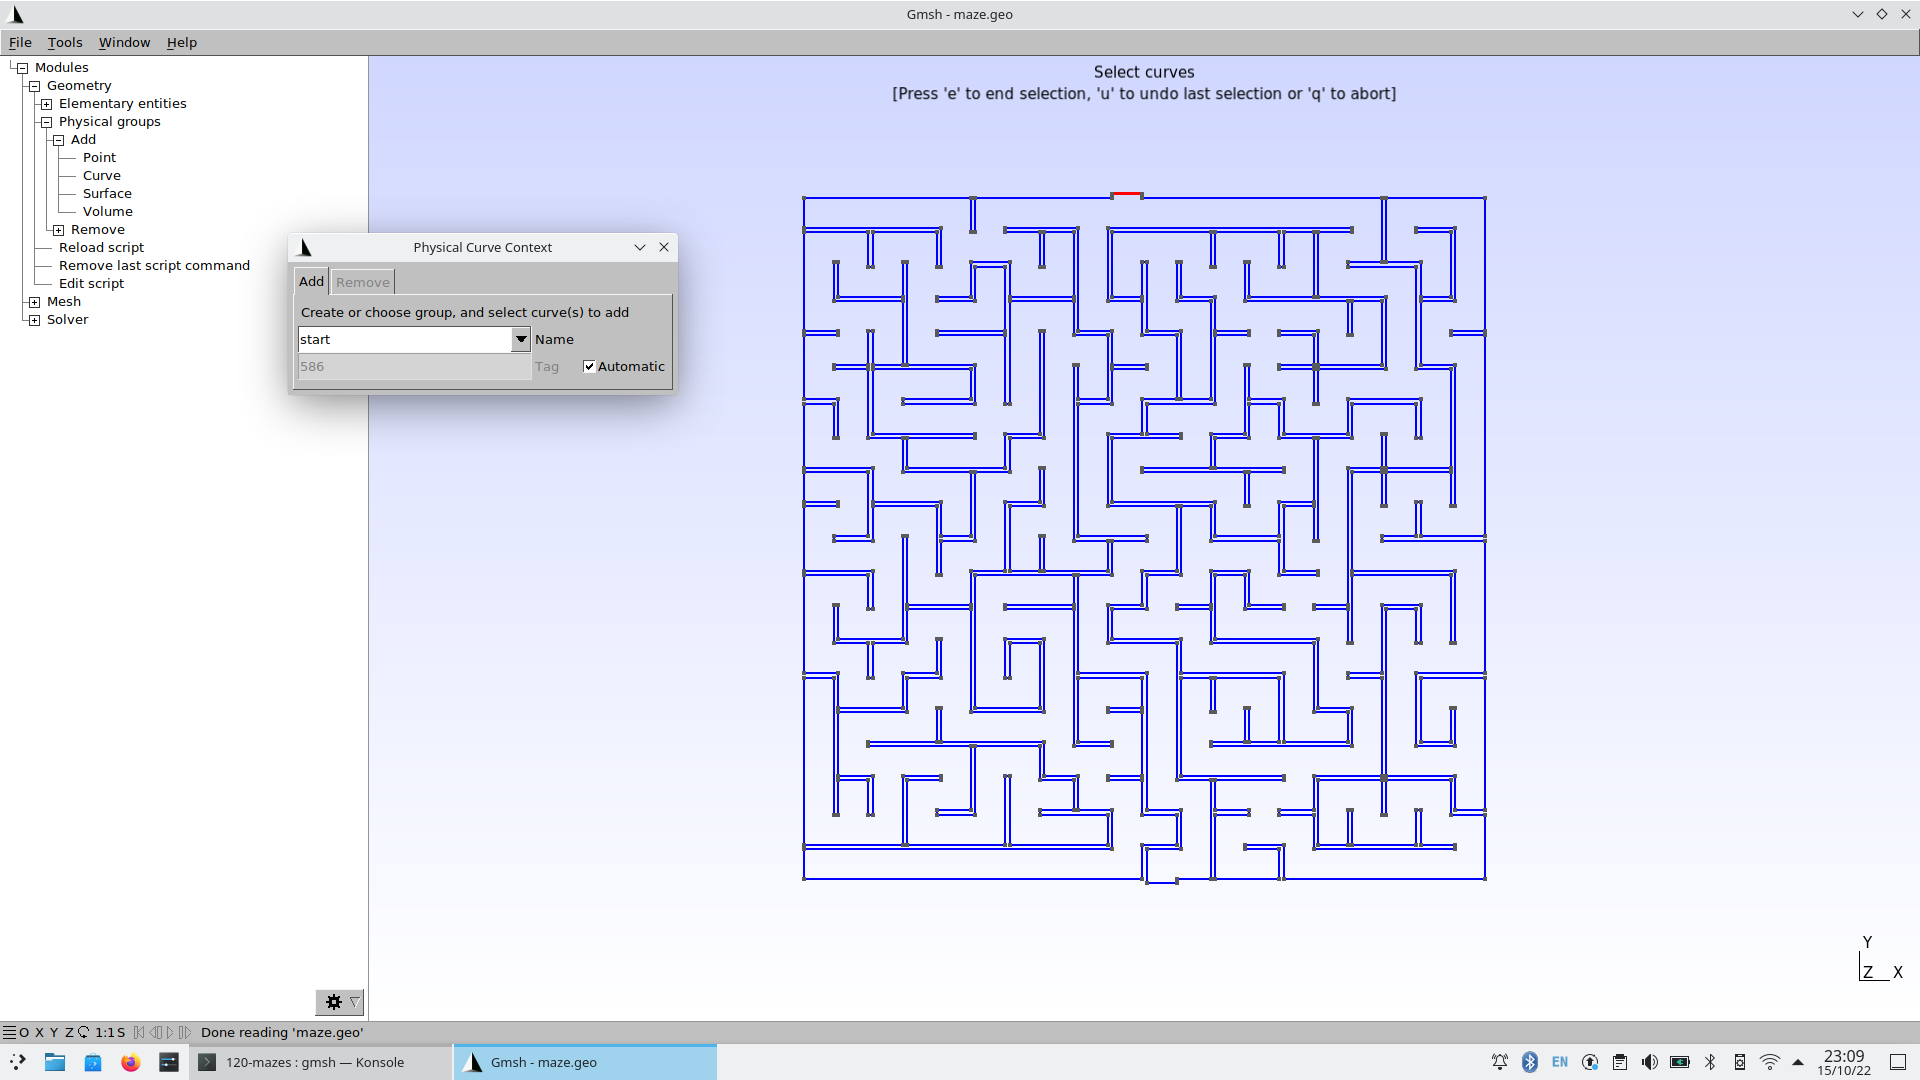 Gmsh - maze.geo
File Tools Window Help
Modules
Geometry
Elementary entities
Physical groups
Add
Point
Curve
Surface
Volume
Remove
Reload script
Remove last script command
Edit script
Mesh
Solver
Select curves
[Press 'e' to end selection, 'u' to undo last selection or 'q' to abort]
Physical Curve Context
Add Remove
Create or choose group, and select curve(s) to add
start Name
586 Tag Automatic
Y
Z X
O X Y Z 1:1 S Done reading 'maze.geo'
120-mazes : gmsh — Konsole
Gmsh - maze.geo
EN
23:09
15/10/22